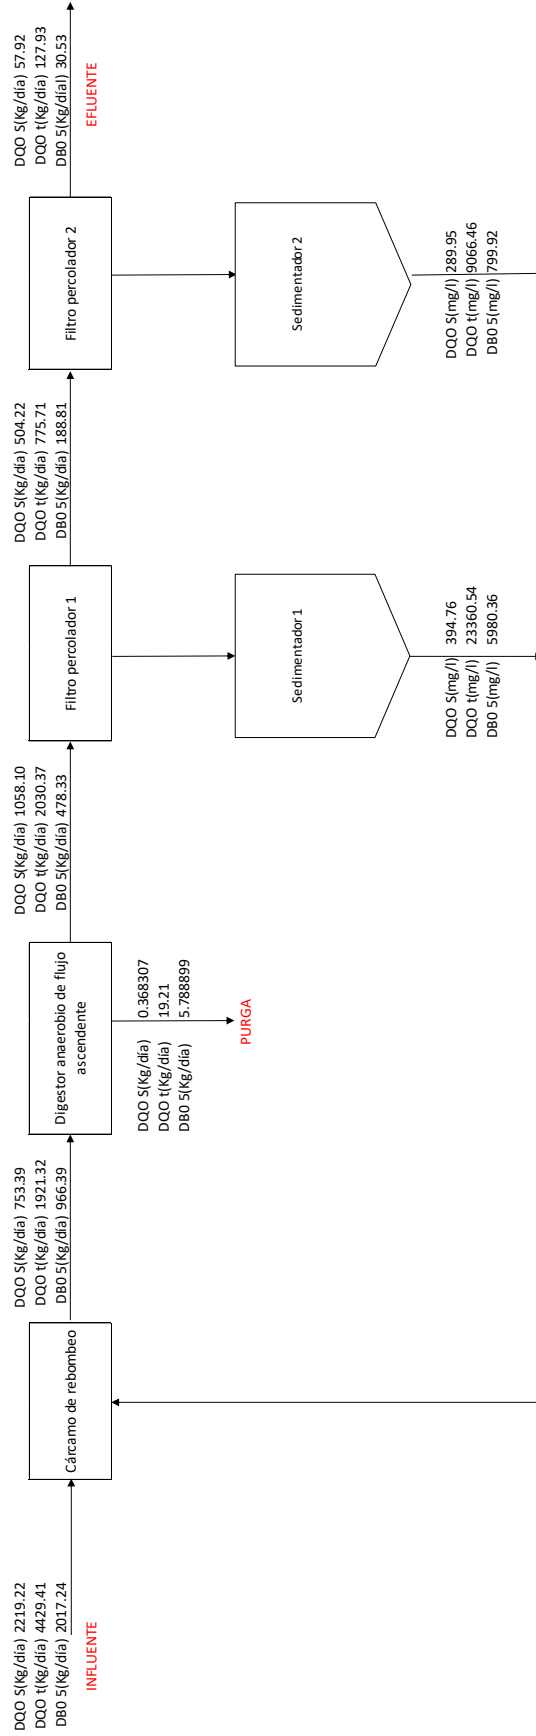 DQO S(Kg/día) 2219.22
DQO t(Kg/día) 4429.41
DB0 5(Kg/día) 2017.24
INFLUENTE
Cárcamo de rebombeo
DQO S(Kg/día) 753.39
DQO t(Kg/día) 1921.32
DB0 5(Kg/día) 966.39
Digestor anaerobio de flujo
ascendente
DQO S(Kg/día) 0.368307
DQO t(Kg/día) 19.21
DB0 5(Kg/día) 5.788899
PURGA
DQO S(Kg/día) 1058.10
DQO t(Kg/día) 2030.37
DB0 5(Kg/día) 478.33
Filtro percolador 1
Sedimentador 1
DQO S(mg/l) 394.76
DQO t(mg/l) 23360.54
DB0 5(mg/l) 5980.36
DQO S(Kg/día) 504.22
DQO t(Kg/día) 775.71
DB0 5(Kg/día) 188.81
Filtro percolador 2
Sedimentador 2
DQO S(mg/l) 289.95
DQO t(mg/l) 9066.46
DB0 5(mg/l) 799.92
DQO S(Kg/día) 57.92
DQO t(Kg/día) 127.93
DB0 5(Kg/díal) 30.53
EFLUENTE